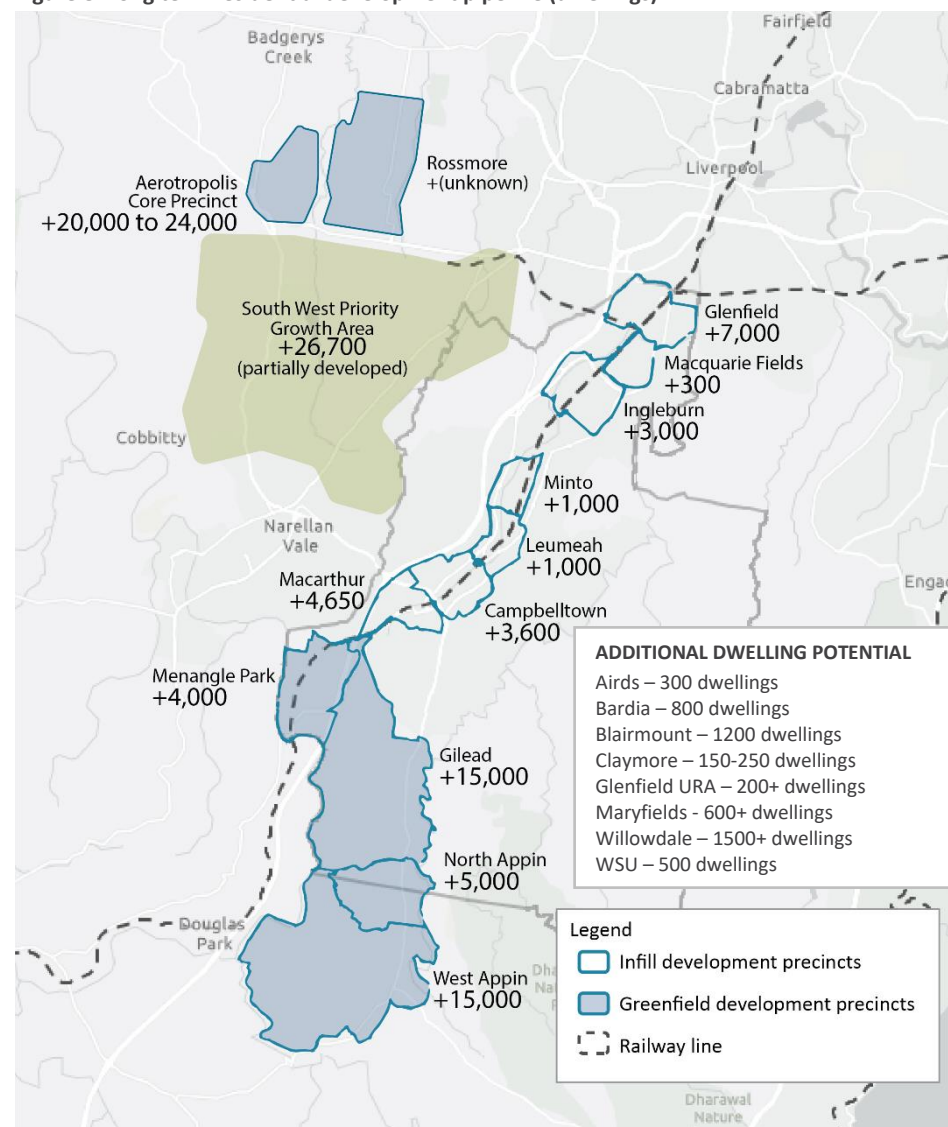 Badgerys
Creek
Fairfield
Cabramatta
Liverpool
Rossmore
+(unknown)
Aerotropolis
Core Precinct
+20,000 to 24,000
South West Priority
Growth Area
+26,700
(partially developed)
Glenfield
+7,000
Macquarie Fields
+300
Ingleburn
+3,000
Cobbitty
Minto
+1,000
Narellan
Vale
Leumeah
+1,000
Macarthur
+4,650
Campbelltown
+3,600
Menangle Park
+4,000
ADDITIONAL DWELLING POTENTIAL
Airds – 300 dwellings
Bardia – 800 dwellings
Blairmount – 1200 dwellings
Claymore – 150-250 dwellings
Glenfield URA – 200+ dwellings
Maryfields - 600+ dwellings
Willowdale – 1500+ dwellings
WSU – 500 dwellings
Gilead
+15,000
North Appin
+5,000
Douglas
Park
West Appin
+15,000
Legend
Infill development precincts
Greenfield development precincts
Railway line
Dharawal
Nature